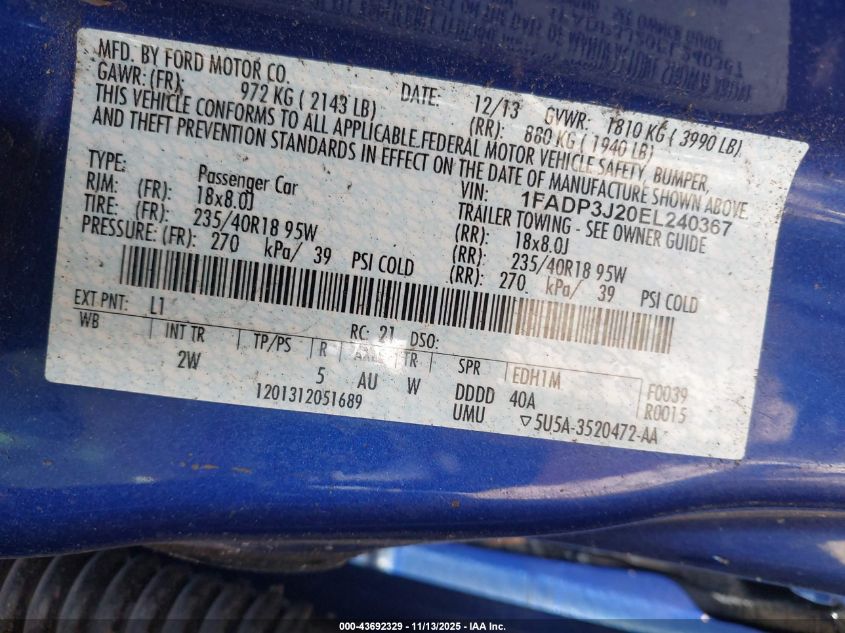 MFD. BY FORD MOTOR CO. DATE: 12/13 GVWR: 1810 KG ( 3990 LB)
GAWR: (FR): 972 KG ( 2143 LB) (RR): 880 KG ( 1940 LB)
THIS VEHICLE CONFORMS TO ALL APPLICABLE FEDERAL MOTOR VEHICLE SAFETY, BUMPER,
AND THEFT PREVENTION STANDARDS IN EFFECT ON THE DATE OF MANUFACTURE SHOWN ABOVE.
VIN: 1FADP3J20EL240367
TYPE: Passenger Car TRAILER TOWING - SEE OWNER GUIDE
RIM: (FR): 18x8.0J (RR): 18x8.0J
TIRE: (FR): 235/40R18 95W (RR): 235/40R18 95W
PRESSURE: (FR): 270 kPa/ 39 PSI COLD (RR): 270 kPa/ 39 PSI COLD
EXT PNT: L1 RC: 21 DSO:
WB INT TR TP/PS R AXLE TR SPR EDH1M F0039
2W 5 AU W DDDD 40A R0015
1201312051689 UMU ▽5U5A-3520472-AA
000-43692329 - 11/13/2025 - IAA Inc.